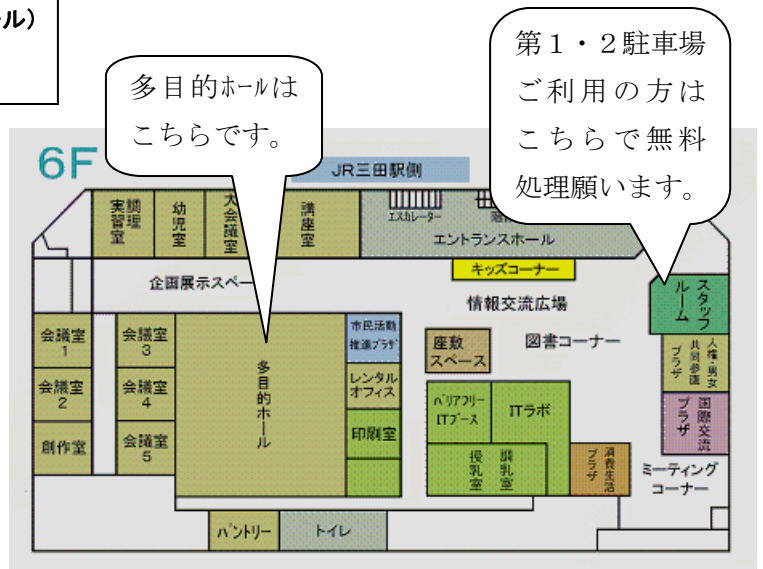 ル)
第1・2駐車場
ご利用の方は
こちらで無料
処理願います。
多目的ﾎｰﾙは
こちらです。
6F
JR三田駅側
調理
実習室
幼児室
大会議室
講座室
ｴｽｶﾚｰﾀｰ
エントランスホール
キッズコーナー
企画展示スペー
情報交流広場
スタッフ
ルーム
会議室
1
会議室
3
市民活動
推進ﾌﾟﾗｻﾞ
座敷
スペース
図書コーナー
人権・男女
共同参画
プラザ
会議室
2
会議室
4
多目的ホール
レンタル
オフィス
ﾊﾞﾘｱﾌﾘｰ
ITﾌﾞｰｽ
ITラボ
国際交流
プラザ
創作室
会議室
5
印刷室
授乳室
調乳室
消費生活
プラザ
ミーティング
コーナー
パントリー
トイレ